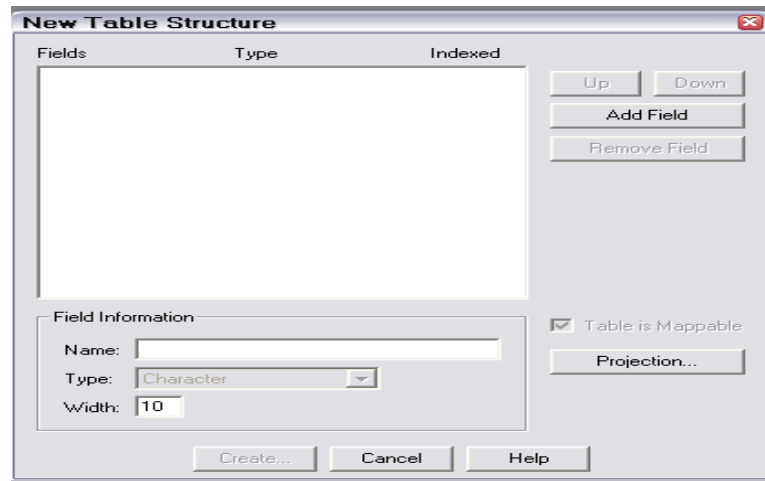 New Table Structure
Fields Type Indexed
Up Down
Add Field
Remove Field
Field Information
Name:
Type: Character
Width: 10
Table is Mappable
Projection...
Create... Cancel Help